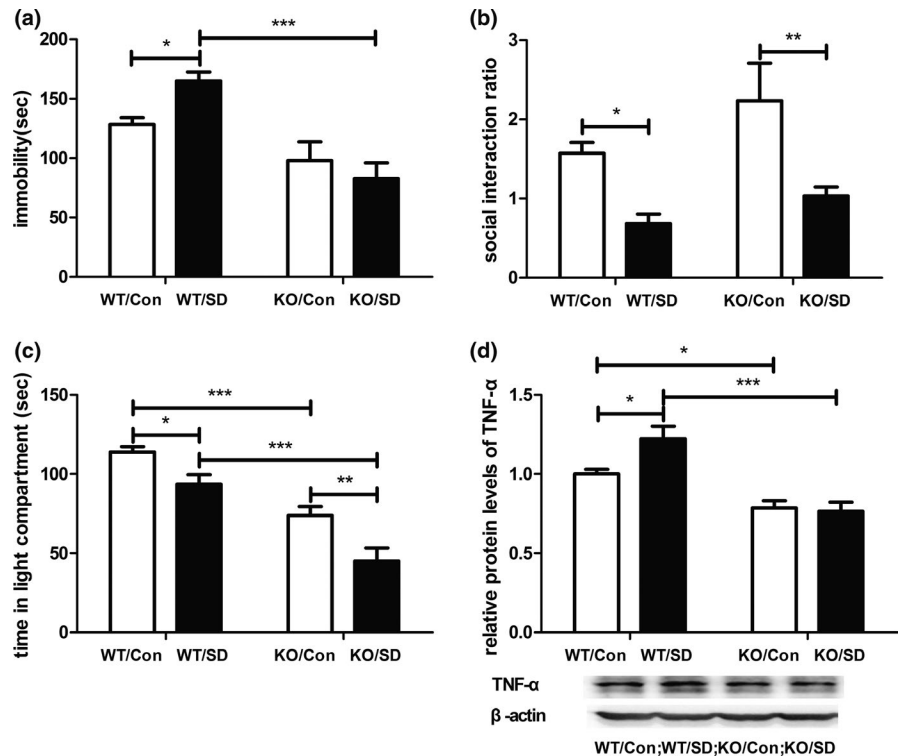 (a)
immobility(sec)
200
150
100
50
0
*
***
WT/Con WT/SD KO/Con KO/SD
(b)
social interaction ratio
3
2
1
0
*
**
WT/Con WT/SD KO/Con KO/SD
(c)
time in light compartment (sec)
150
100
50
0
***
*
***
**
WT/Con WT/SD KO/Con KO/SD
(d)
relative protein levels of TNF-α
1.5
1.0
0.5
0.0
*
*
***
WT/Con WT/SD KO/Con KO/SD
TNF-α
β -actin
WT/Con;WT/SD;KO/Con;KO/SD